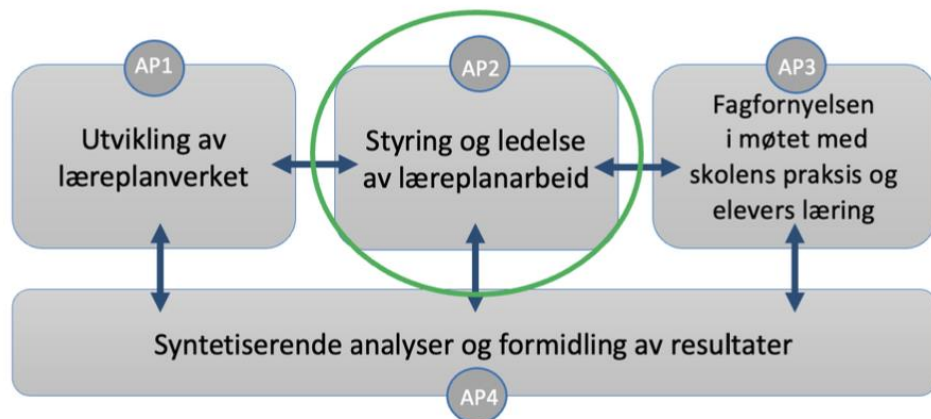 AP1
Utvikling av
læreplanverket
AP2
Styring og ledelse
av læreplanarbeid
AP3
Fagfornyelsen
i møtet med
skolens praksis og
elevers læring
Syntetiserende analyser og formidling av resultater
AP4